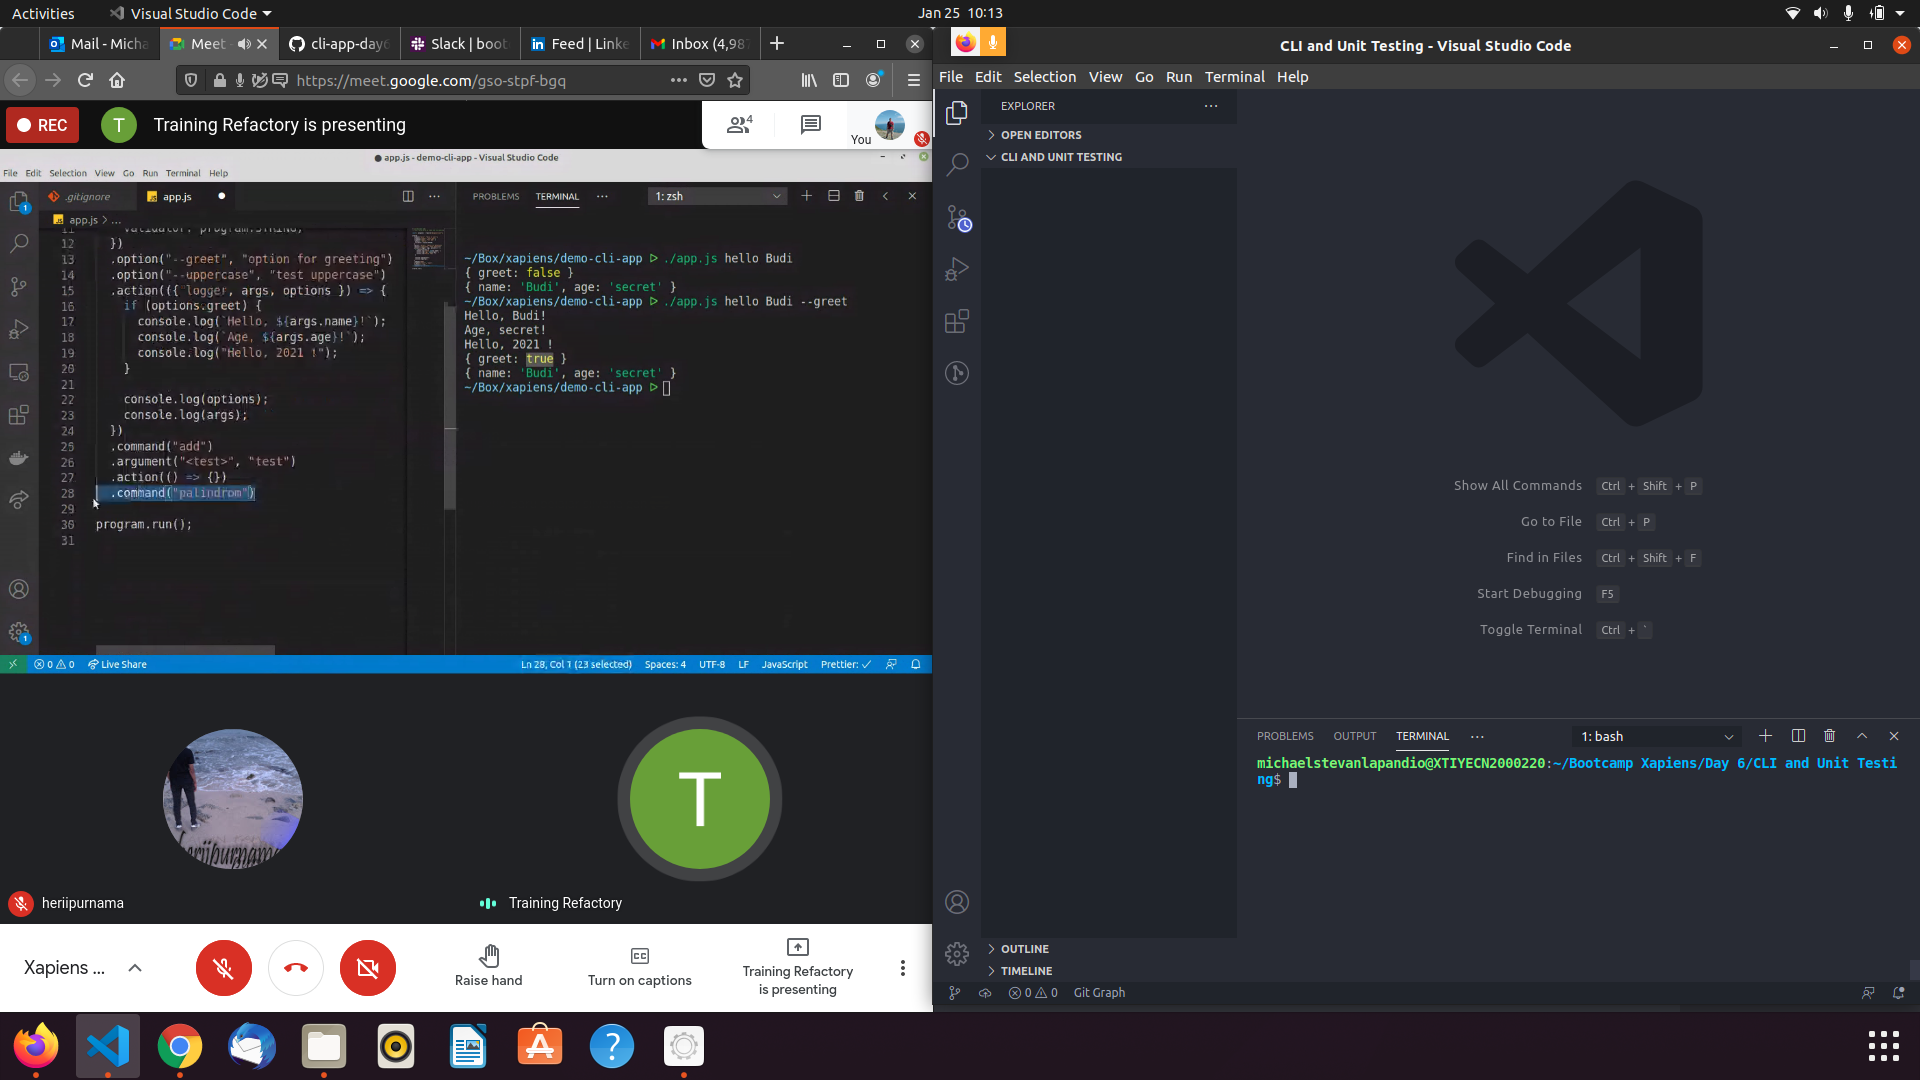 Activities
Visual Studio Code
Jan 25 10:13
Mail - Micha
Meet
cli-app-day6
Slack | boot
Feed | Linke
Inbox (4,987
https://meet.google.com/gso-stpf-bgq
REC
T
Training Refactory is presenting
4
You
app.js - demo-cli-app - Visual Studio Code
File Edit Selection View Go Run Terminal Help
.gitignore
app.js
app.js > ...
11 validator: program.STRING,
12 })
13 .option("--greet", "option for greeting")
14 .option("--uppercase", "test uppercase")
15 .action(({ logger, args, options }) => {
16 if (options.greet) {
17 console.log(`Hello, ${args.name}!`);
18 console.log(`Age, ${args.age}!`);
19 console.log("Hello, 2021 !");
20 }
21
22 console.log(options);
23 console.log(args);
24 })
25 .command("add")
26 .argument("<test>", "test")
27 .action(() => {})
28 .command("palindrom")
29
30 program.run();
31
PROBLEMS TERMINAL ...
1: zsh
~/Box/xapiens/demo-cli-app ▷ ./app.js hello Budi
{ greet: false }
{ name: 'Budi', age: 'secret' }
~/Box/xapiens/demo-cli-app ▷ ./app.js hello Budi --greet
Hello, Budi!
Age, secret!
Hello, 2021 !
{ greet: true }
{ name: 'Budi', age: 'secret' }
~/Box/xapiens/demo-cli-app ▷
1
1
0 0 Live Share
Ln 28, Col 1 (23 selected) Spaces: 4 UTF-8 LF JavaScript Prettier: ✓
T
heriipurnama
Training Refactory
Xapiens ...
Raise hand
Turn on captions
Training Refactory
is presenting
CLI and Unit Testing - Visual Studio Code
File Edit Selection View Go Run Terminal Help
EXPLORER
OPEN EDITORS
CLI AND UNIT TESTING
Show All Commands Ctrl + Shift + P
Go to File Ctrl + P
Find in Files Ctrl + Shift + F
Start Debugging F5
Toggle Terminal Ctrl + `
PROBLEMS OUTPUT TERMINAL ...
1: bash
michaelstevanlapandio@XTIYECN2000220:~/Bootcamp Xapiens/Day 6/CLI and Unit Testi
ng$
OUTLINE
TIMELINE
0 0 Git Graph